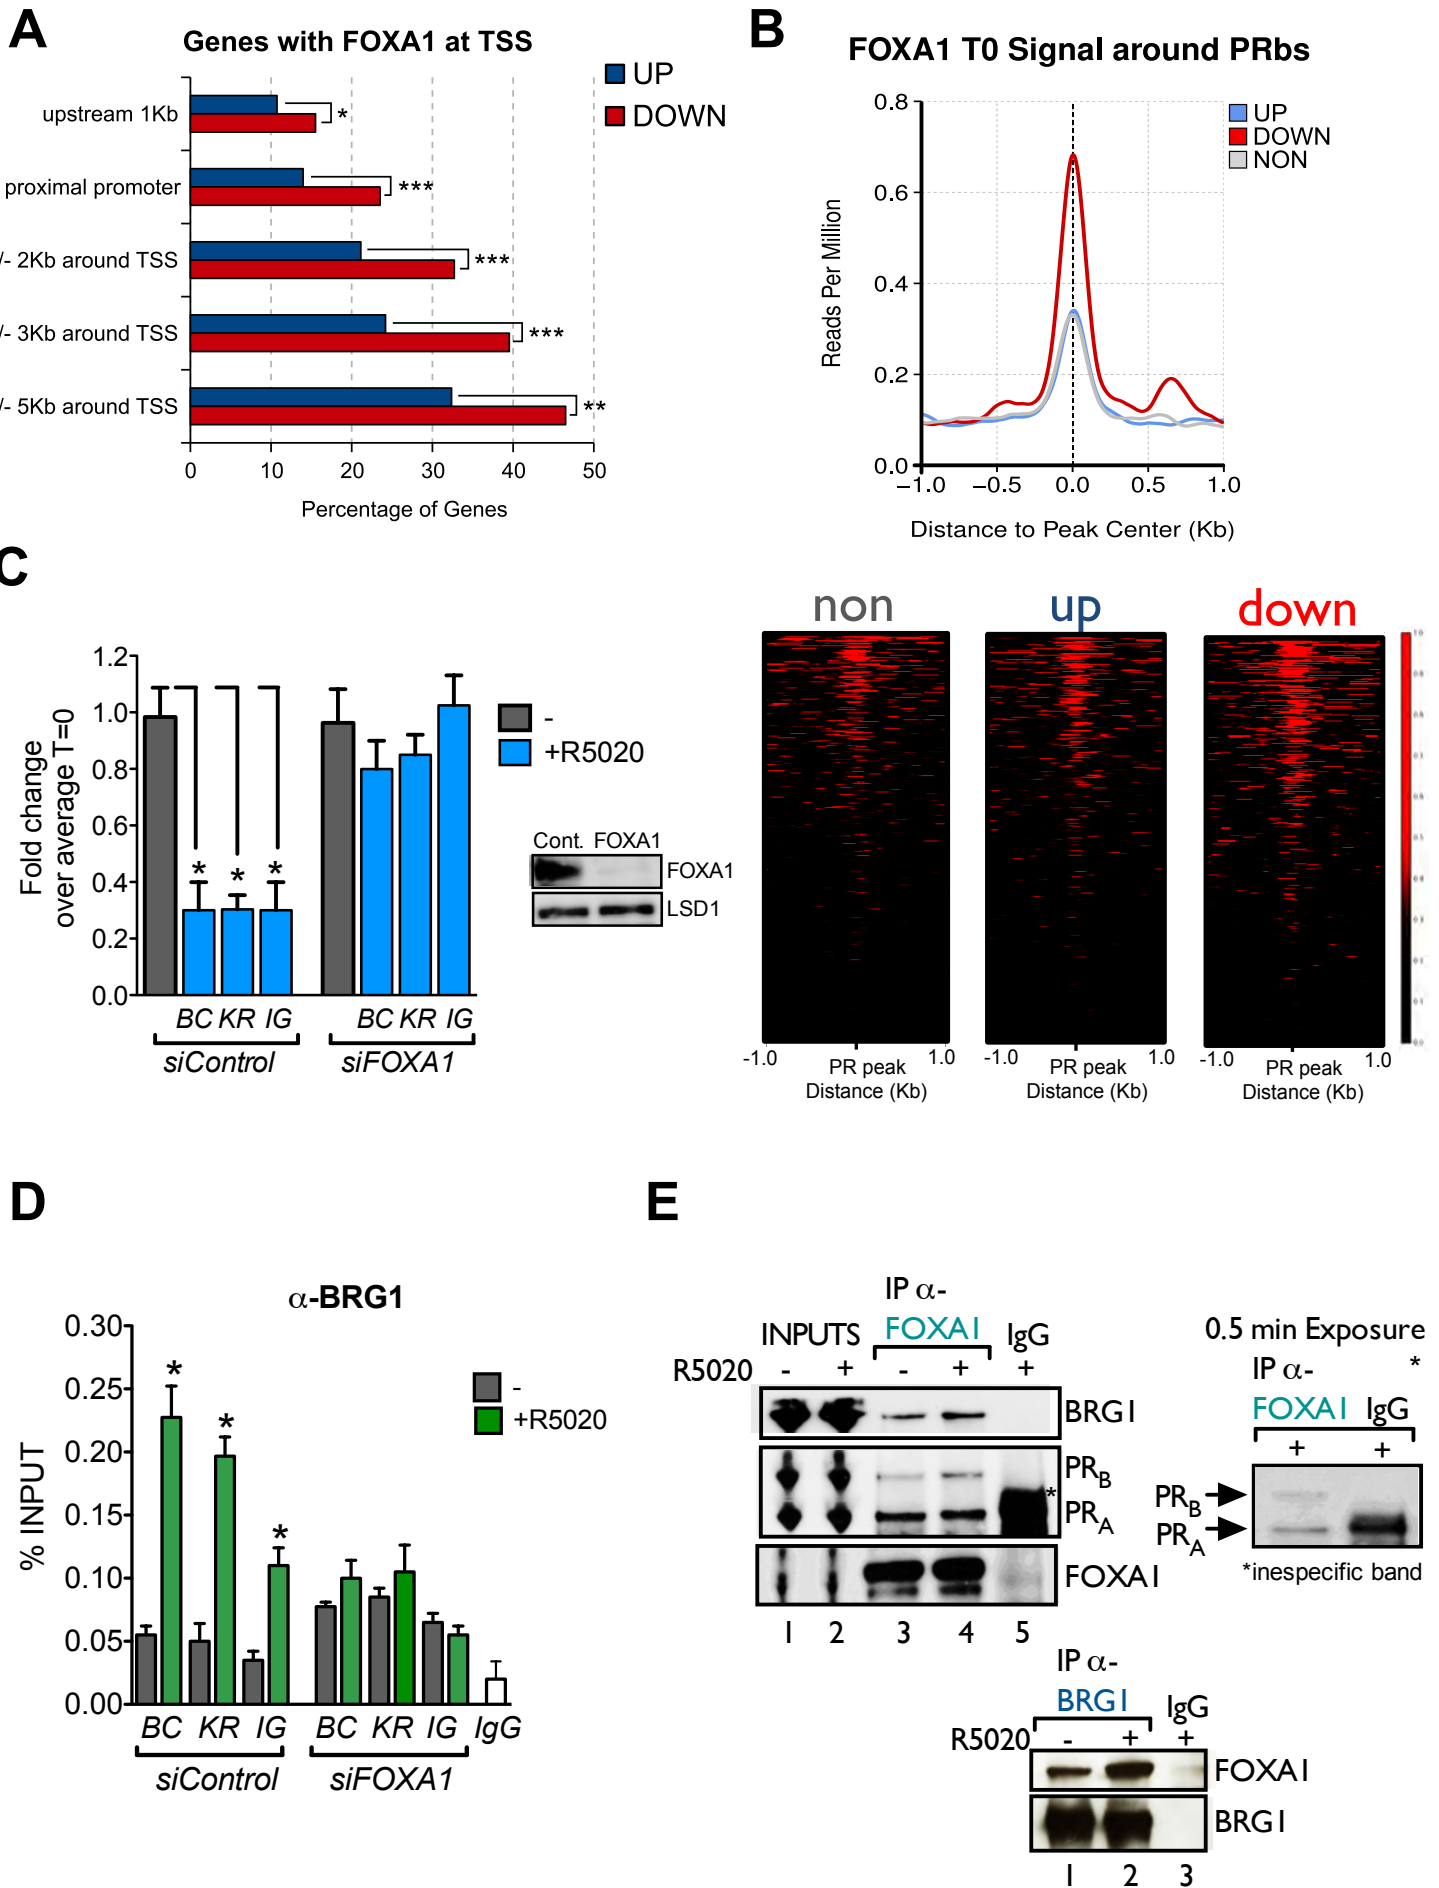 A
Genes with FOXA1 at TSS
UP
DOWN
upstream 1Kb
*
proximal promoter
***
/- 2Kb around TSS
***
/- 3Kb around TSS
***
/- 5Kb around TSS
**
0 10 20 30 40 50
Percentage of Genes
B
FOXA1 T0 Signal around PRbs
UP
DOWN
NON
Reads Per Million
0.8
0.6
0.4
0.2
0.0
−1.0 −0.5 0.0 0.5 1.0
Distance to Peak Center (Kb)
non up down
-1.0 PR peak 1.0
Distance (Kb)
-1.0 PR peak 1.0
Distance (Kb)
-1.0 PR peak 1.0
Distance (Kb)
C
Fold change
over average T=0
1.2
1.0
0.8
0.6
0.4
0.2
0.0
* * *
-
+R5020
BC KR IG BC KR IG
siControl siFOXA1
Cont. FOXA1
FOXA1
LSD1
D
α-BRG1
% INPUT
0.30
0.25
0.20
0.15
0.10
0.05
0.00
* * *
-
+R5020
BC KR IG BC KR IG IgG
siControl siFOXA1
E
IP α-
INPUTS FOXA1 IgG
R5020 - + - + +
BRG1
PRB
*
PRA
FOXA1
1 2 3 4 5
0.5 min Exposure
IP α- *
FOXA1 IgG
+ +
PRB
PRA
*inespecific band
IP α-
BRG1 IgG
R5020 - + +
FOXA1
BRG1
1 2 3